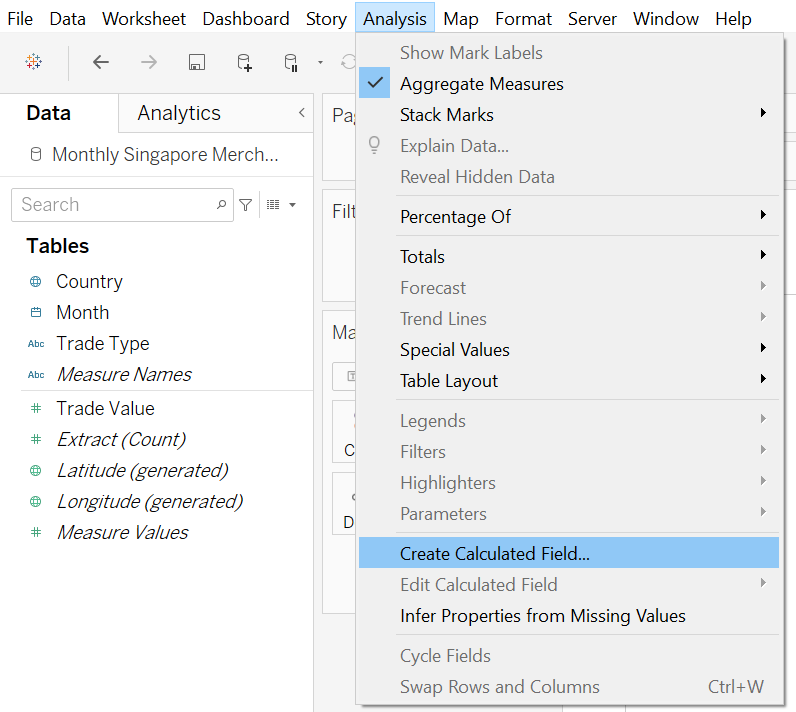 File Data Worksheet Dashboard Story Analysis Map Format Server Window Help
Data Analytics
Monthly Singapore Merch...
Search
Tables
Country
Month
Abc Trade Type
Abc Measure Names
Trade Value
Extract (Count)
Latitude (generated)
Longitude (generated)
Measure Values
Show Mark Labels
Aggregate Measures
Stack Marks
Explain Data...
Reveal Hidden Data
Percentage Of
Totals
Forecast
Trend Lines
Special Values
Table Layout
Legends
Filters
Highlighters
Parameters
Create Calculated Field...
Edit Calculated Field
Infer Properties from Missing Values
Cycle Fields
Swap Rows and Columns Ctrl+W